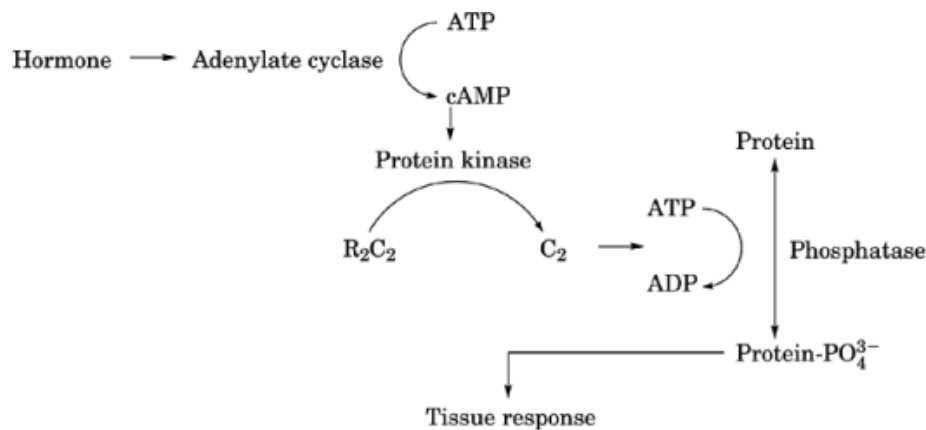 ATP
Hormone → Adenylate cyclase
cAMP
Protein kinase
Protein
ATP
R₂C₂
C₂
Phosphatase
ADP
Protein-PO₄³⁻
Tissue response